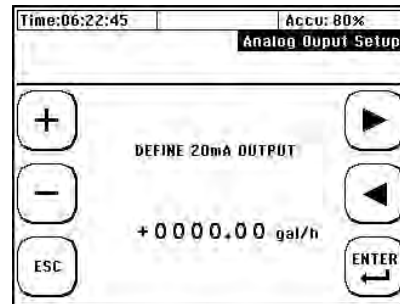 Time:06:22:45 Accu: 80%
Analog Ouput Setup
+
DEFINE 20mA OUTPUT
−
+0000.00 gal/h
ESC
ENTER